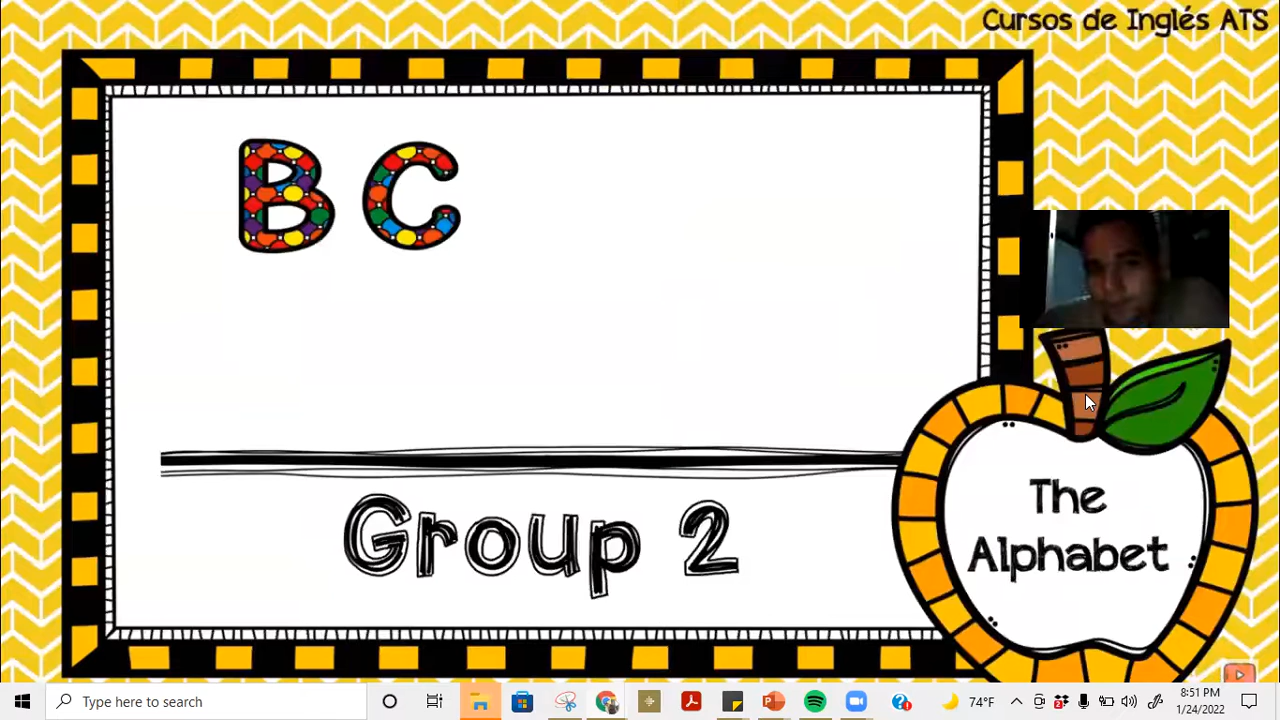 Cursos de Inglés ATS
B C
Group 2
The
Alphabet
Type here to search
74°F
8:51 PM
1/24/2022